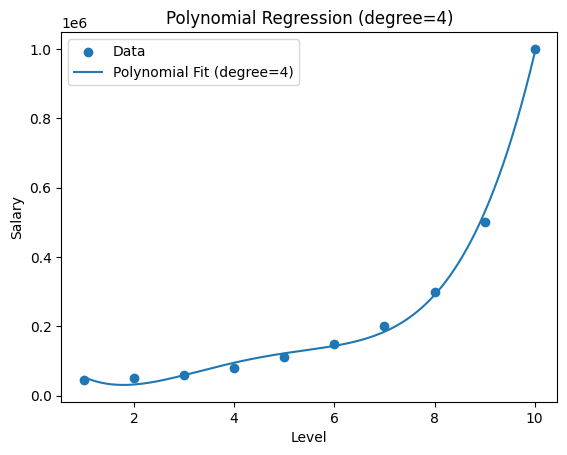 Polynomial Regression (degree=4)
1e6
Data
Polynomial Fit (degree=4)
1.0
0.8
0.6
0.4
0.2
0.0
Salary
2
4
6
8
10
Level